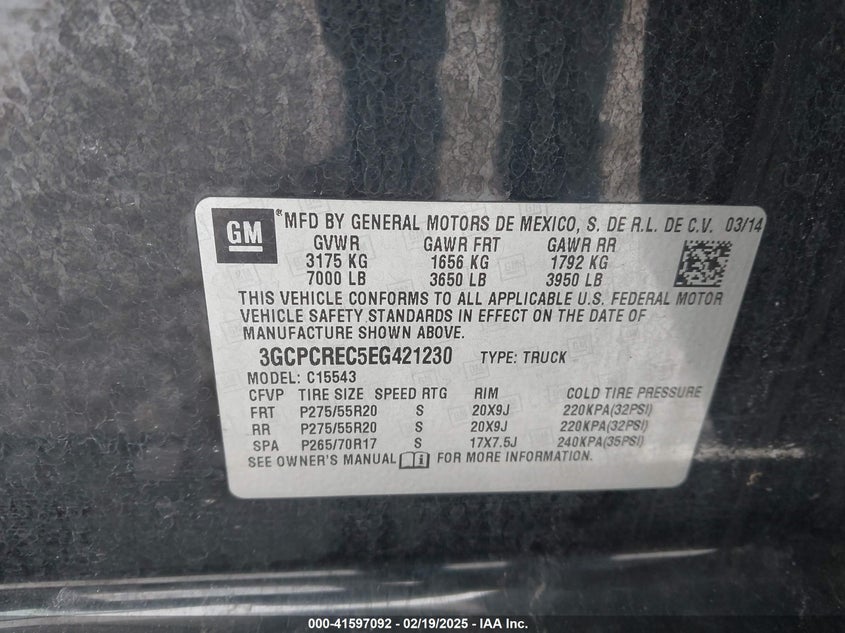 GM ® MFD BY GENERAL MOTORS DE MEXICO, S. DE R.L. DE C.V. 03/14
GVWR GAWR FRT GAWR RR
3175 KG 1656 KG 1792 KG
7000 LB 3650 LB 3950 LB
THIS VEHICLE CONFORMS TO ALL APPLICABLE U.S. FEDERAL MOTOR
VEHICLE SAFETY STANDARDS IN EFFECT ON THE DATE OF
MANUFACTURE SHOWN ABOVE.
3GCPCREC5EG421230 TYPE: TRUCK
MODEL: C15543
CFVP TIRE SIZE SPEED RTG RIM COLD TIRE PRESSURE
FRT P275/55R20 S 20X9J 220KPA(32PSI)
RR P275/55R20 S 20X9J 220KPA(32PSI)
SPA P265/70R17 S 17X7.5J 240KPA(35PSI)
SEE OWNER'S MANUAL i FOR MORE INFORMATION.
000-41597092 - 02/19/2025 - IAA Inc.